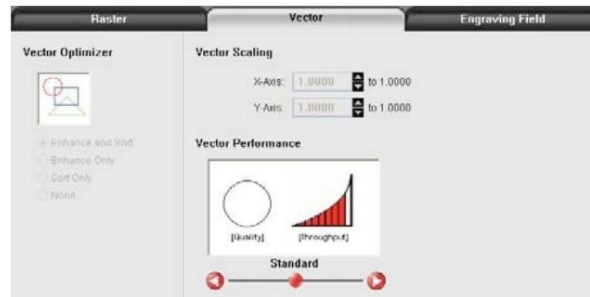 Raster
Vector
Engraving Field
Vector Optimizer
Enhance and Sort
Enhance Only
Sort Only
None
Vector Scaling
X-Axis: 1.0000 to 1.0000
Y-Axis: 1.0000 to 1.0000
Vector Performance
[Quality] [Throughput]
Standard